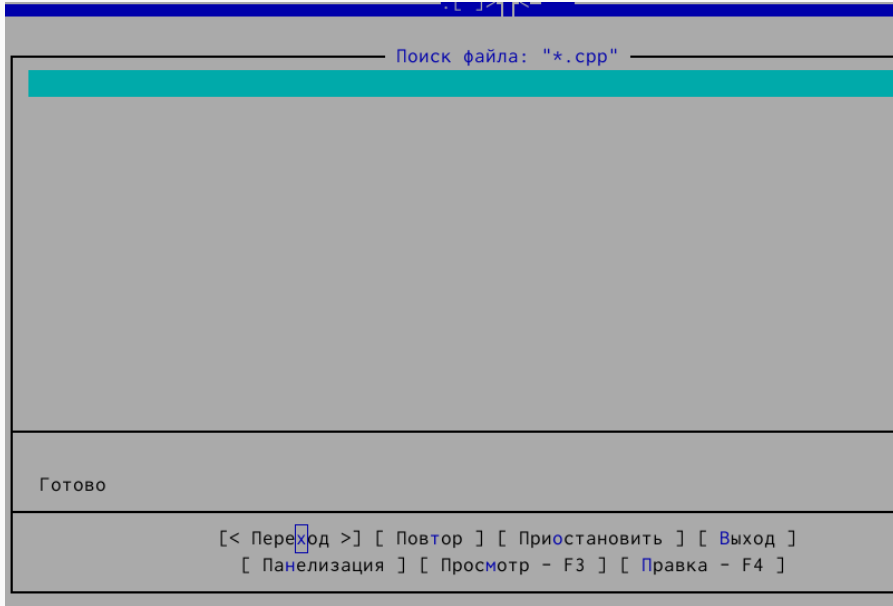 .[ ]>
Поиск файла: "*.cpp"
Готово
[< Переход >] [ Повтор ] [ Приостановить ] [ Выход ]
[ Панелизация ] [ Просмотр - F3 ] [ Правка - F4 ]